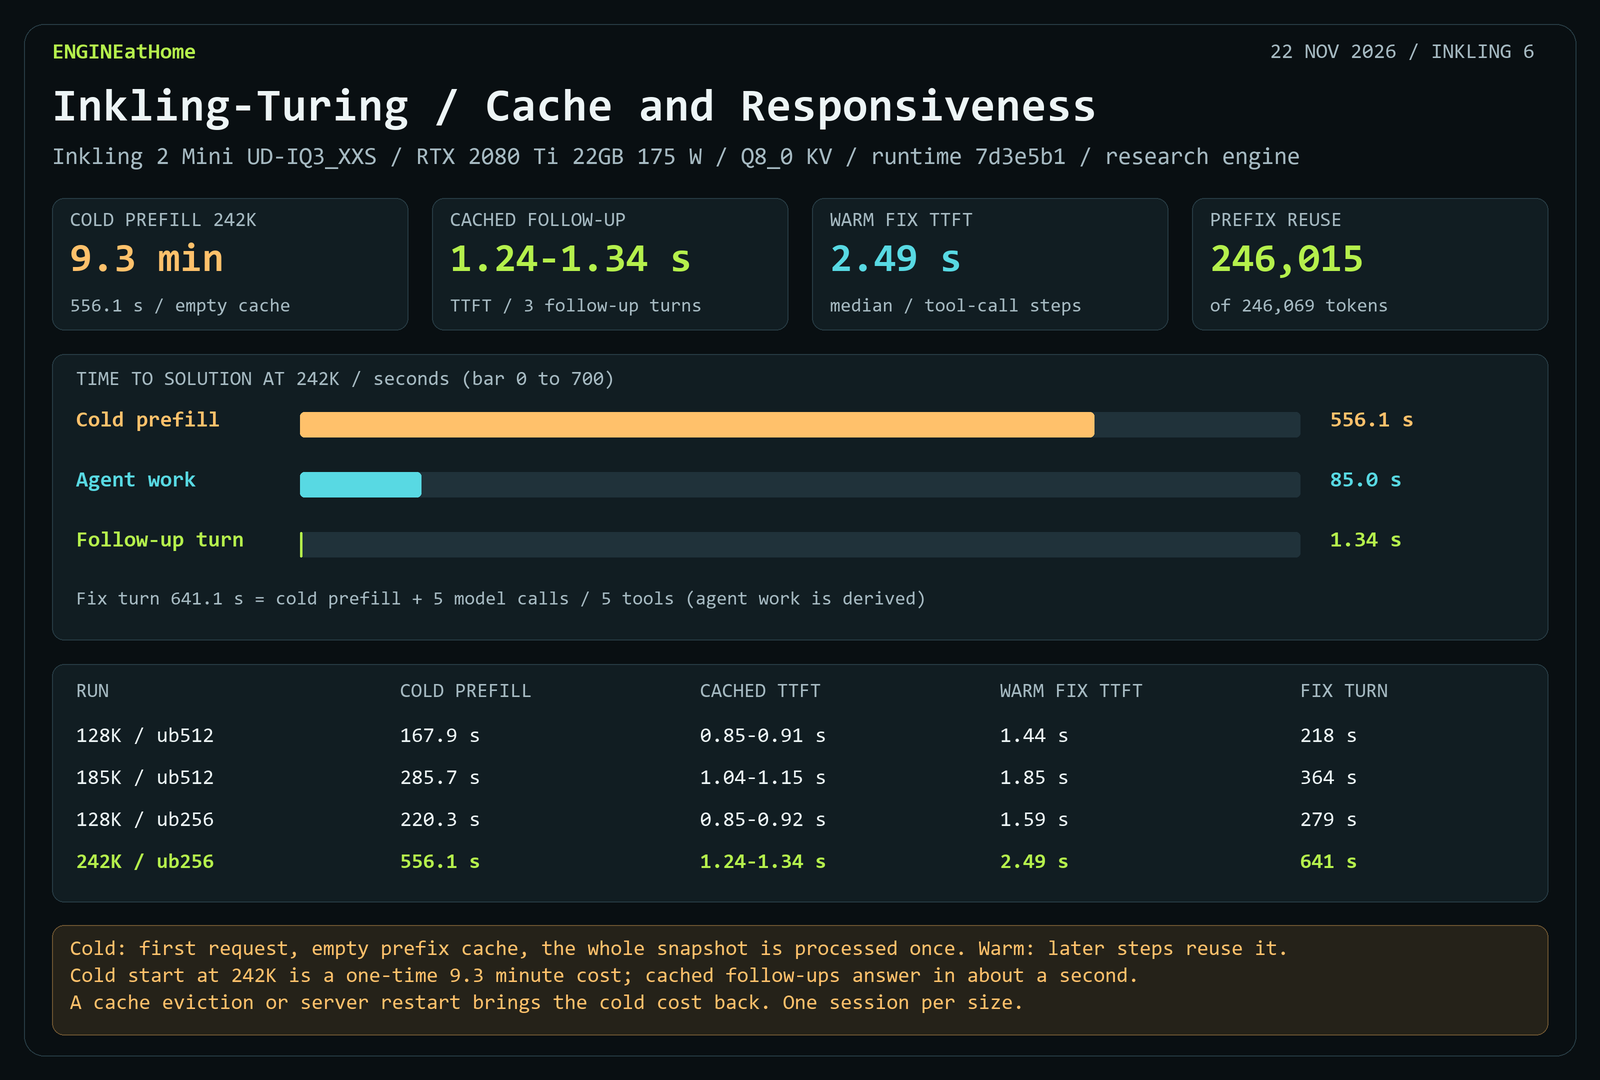 ENGINEatHome
22 NOV 2026 / INKLING 6
Inkling-Turing / Cache and Responsiveness
Inkling 2 Mini UD-IQ3_XXS / RTX 2080 Ti 22GB 175 W / Q8_0 KV / runtime 7d3e5b1 / research engine
COLD PREFILL 242K
9.3 min
556.1 s / empty cache
CACHED FOLLOW-UP
1.24-1.34 s
TTFT / 3 follow-up turns
WARM FIX TTFT
2.49 s
median / tool-call steps
PREFIX REUSE
246,015
of 246,069 tokens
TIME TO SOLUTION AT 242K / seconds (bar 0 to 700)
Cold prefill 556.1 s
Agent work 85.0 s
Follow-up turn 1.34 s
Fix turn 641.1 s = cold prefill + 5 model calls / 5 tools (agent work is derived)
RUN COLD PREFILL CACHED TTFT WARM FIX TTFT FIX TURN
128K / ub512 167.9 s 0.85-0.91 s 1.44 s 218 s
185K / ub512 285.7 s 1.04-1.15 s 1.85 s 364 s
128K / ub256 220.3 s 0.85-0.92 s 1.59 s 279 s
242K / ub256 556.1 s 1.24-1.34 s 2.49 s 641 s
Cold: first request, empty prefix cache, the whole snapshot is processed once. Warm: later steps reuse it.
Cold start at 242K is a one-time 9.3 minute cost; cached follow-ups answer in about a second.
A cache eviction or server restart brings the cold cost back. One session per size.